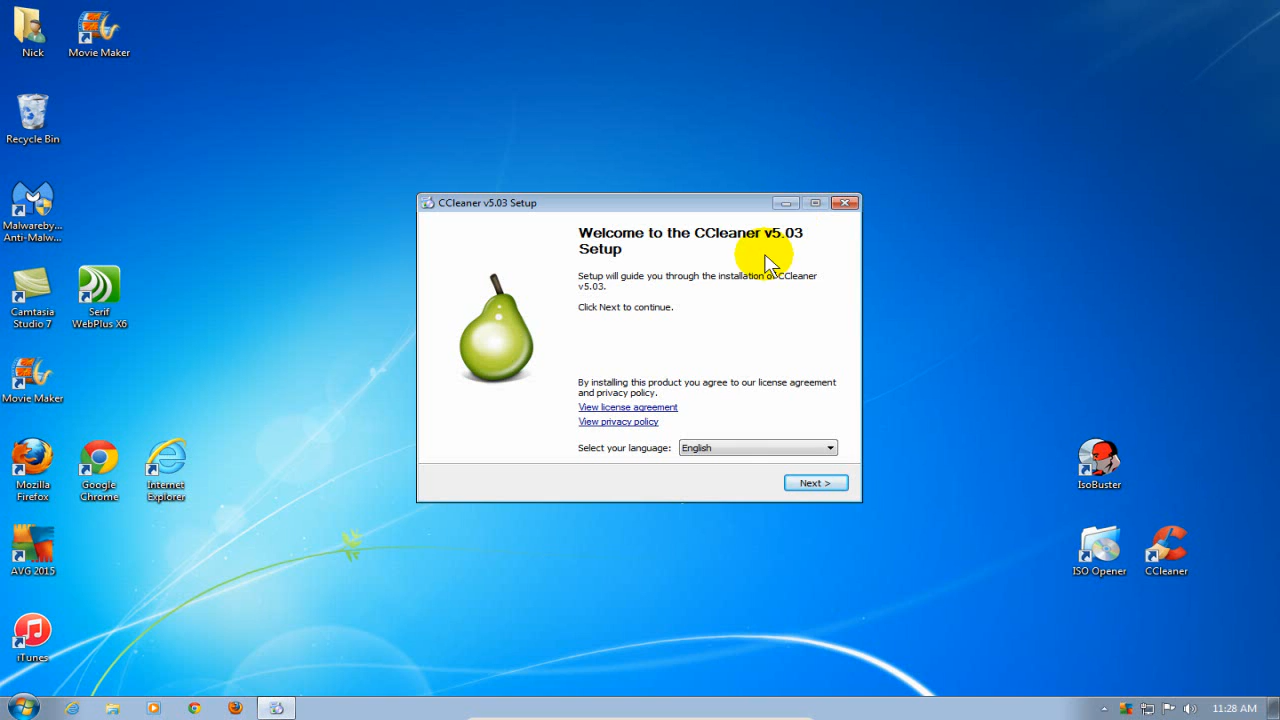 Nick
Movie Maker
Recycle Bin
Malwareby...
Anti-Malw...
Camtasia
Studio 7
Serif
WebPlus X6
Movie Maker
Mozilla
Firefox
Google
Chrome
Internet
Explorer
AVG 2015
iTunes
CCleaner v5.03 Setup
Welcome to the CCleaner v5.03
Setup
Setup will guide you through the installation of CCleaner
v5.03.
Click Next to continue.
By installing this product you agree to our license agreement
and privacy policy.
View license agreement
View privacy policy
Select your language: English
Next >
IsoBuster
ISO Opener
CCleaner
11:28 AM